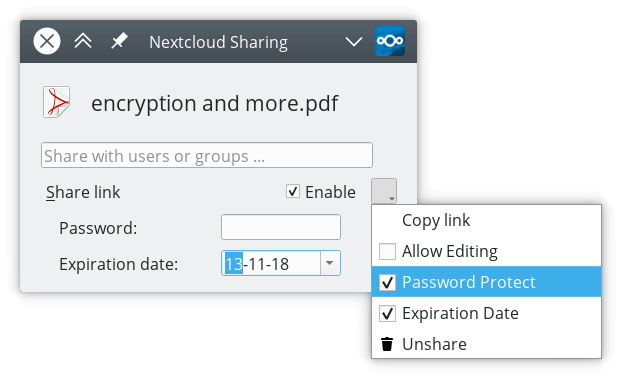 Nextcloud Sharing
encryption and more.pdf
Share with users or groups ...
Share link
Enable
Password:
Expiration date:
13-11-18
Copy link
Allow Editing
Password Protect
Expiration Date
Unshare